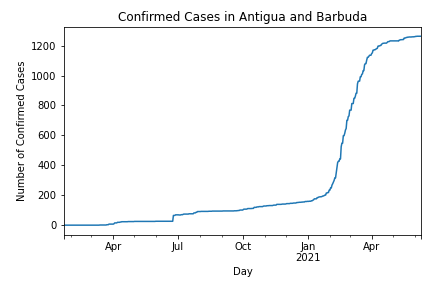 Confirmed Cases in Antigua and Barbuda
Number of Confirmed Cases
1200
1000
800
600
400
200
0
Apr
Jul
Oct
Jan
2021
Apr
Day